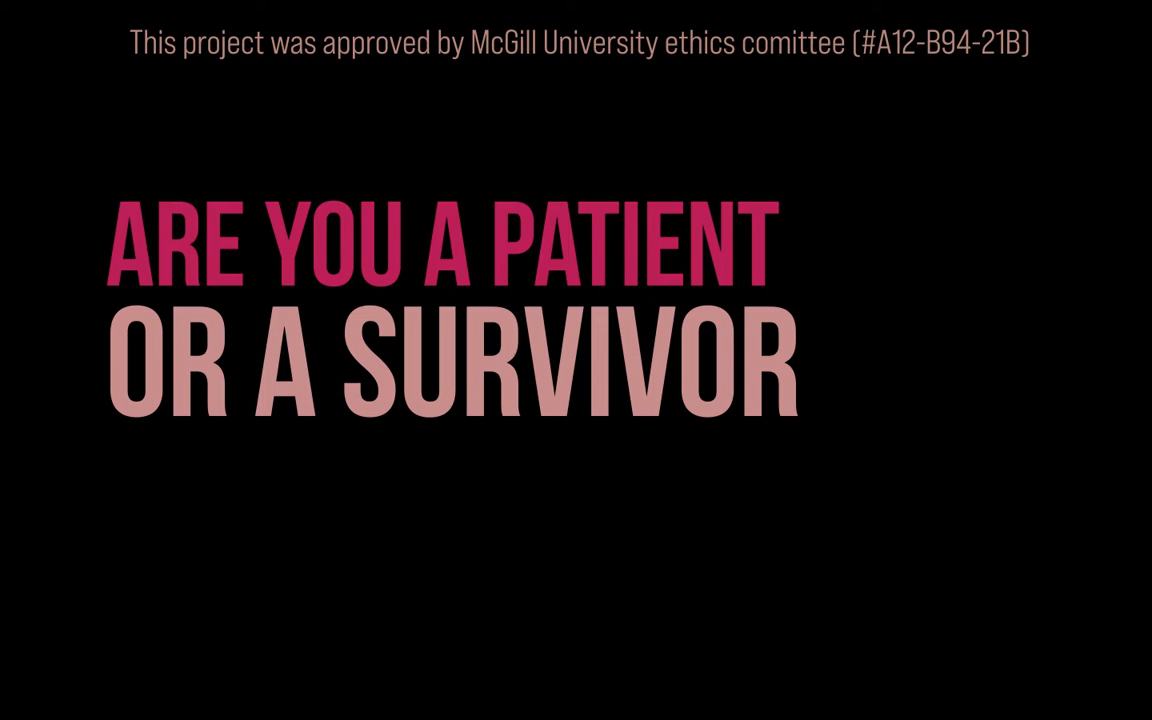 This project was approved by McGill University ethics comittee (#A12-B94-21B)
ARE YOU A PATIENT
OR A SURVIVOR